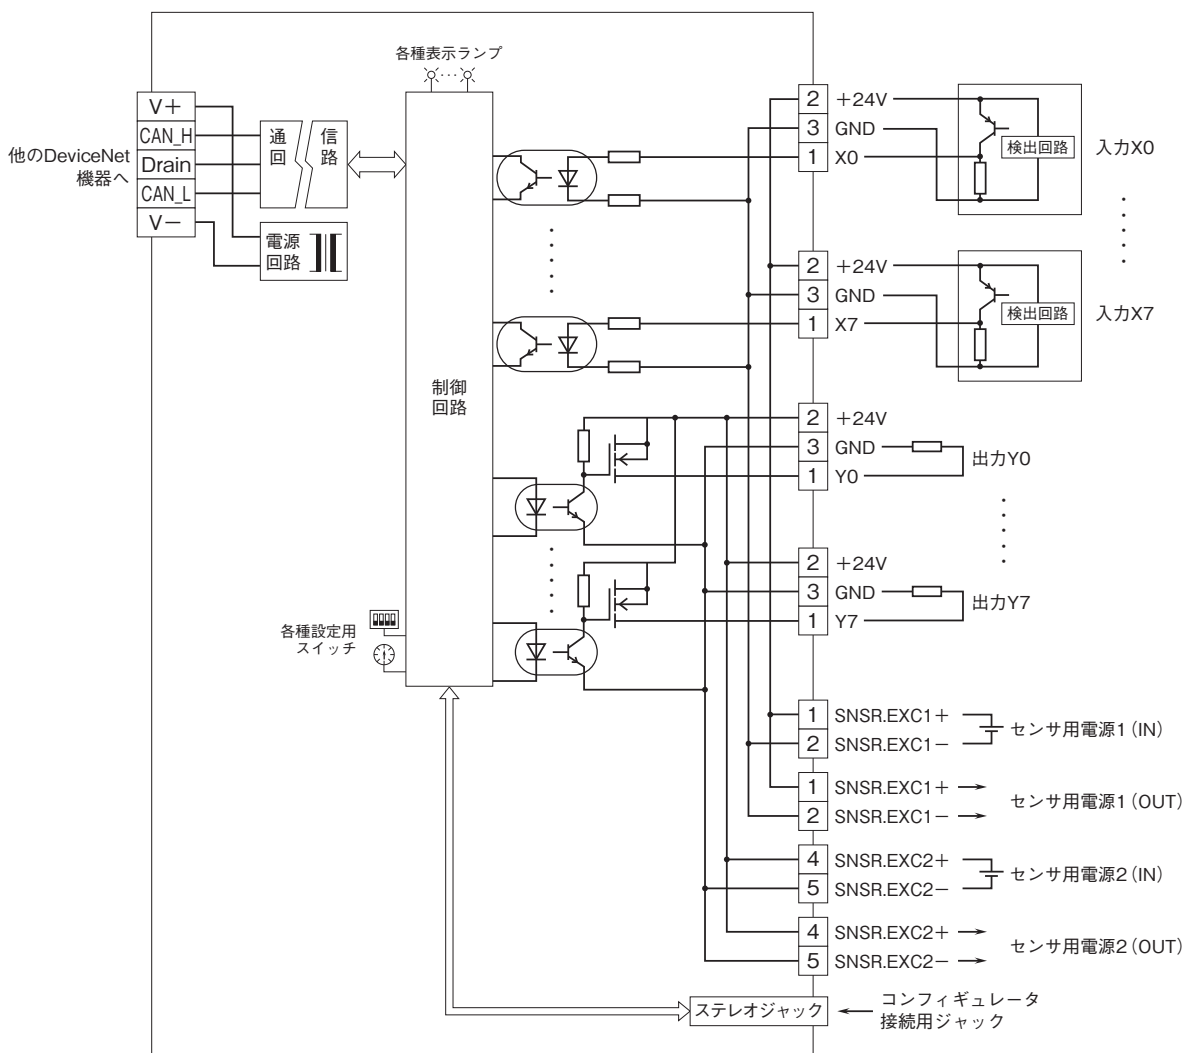 各種表示ランプ
V＋
CAN_H
Drain
CAN_L
V－
他のDeviceNet
機器へ
通
回
信
路
電源
回路
制御
回路
各種設定用
スイッチ
2 ＋24V
3 GND
1 X0
検出回路
入力X0
2 ＋24V
3 GND
1 X7
検出回路
入力X7
2 ＋24V
3 GND
1 Y0
出力Y0
2 ＋24V
3 GND
1 Y7
出力Y7
1 SNSR.EXC1＋
2 SNSR.EXC1－
センサ用電源1（IN）
1 SNSR.EXC1＋
2 SNSR.EXC1－
センサ用電源1（OUT）
4 SNSR.EXC2＋
5 SNSR.EXC2－
センサ用電源2（IN）
4 SNSR.EXC2＋
5 SNSR.EXC2－
センサ用電源2（OUT）
ステレオジャック
コンフィギュレータ
接続用ジャック